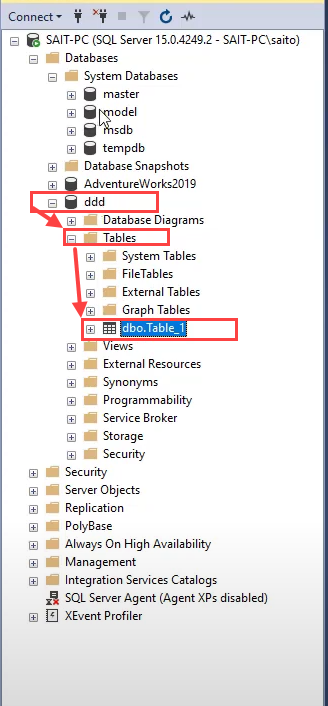 Connect
SAIT-PC (SQL Server 15.0.4249.2 - SAIT-PC\saito)
Databases
System Databases
master
model
msdb
tempdb
Database Snapshots
AdventureWorks2019
ddd
Database Diagrams
Tables
System Tables
FileTables
External Tables
Graph Tables
dbo.Table_1
Views
External Resources
Synonyms
Programmability
Service Broker
Storage
Security
Security
Server Objects
Replication
PolyBase
Always On High Availability
Management
Integration Services Catalogs
SQL Server Agent (Agent XPs disabled)
XEvent Profiler